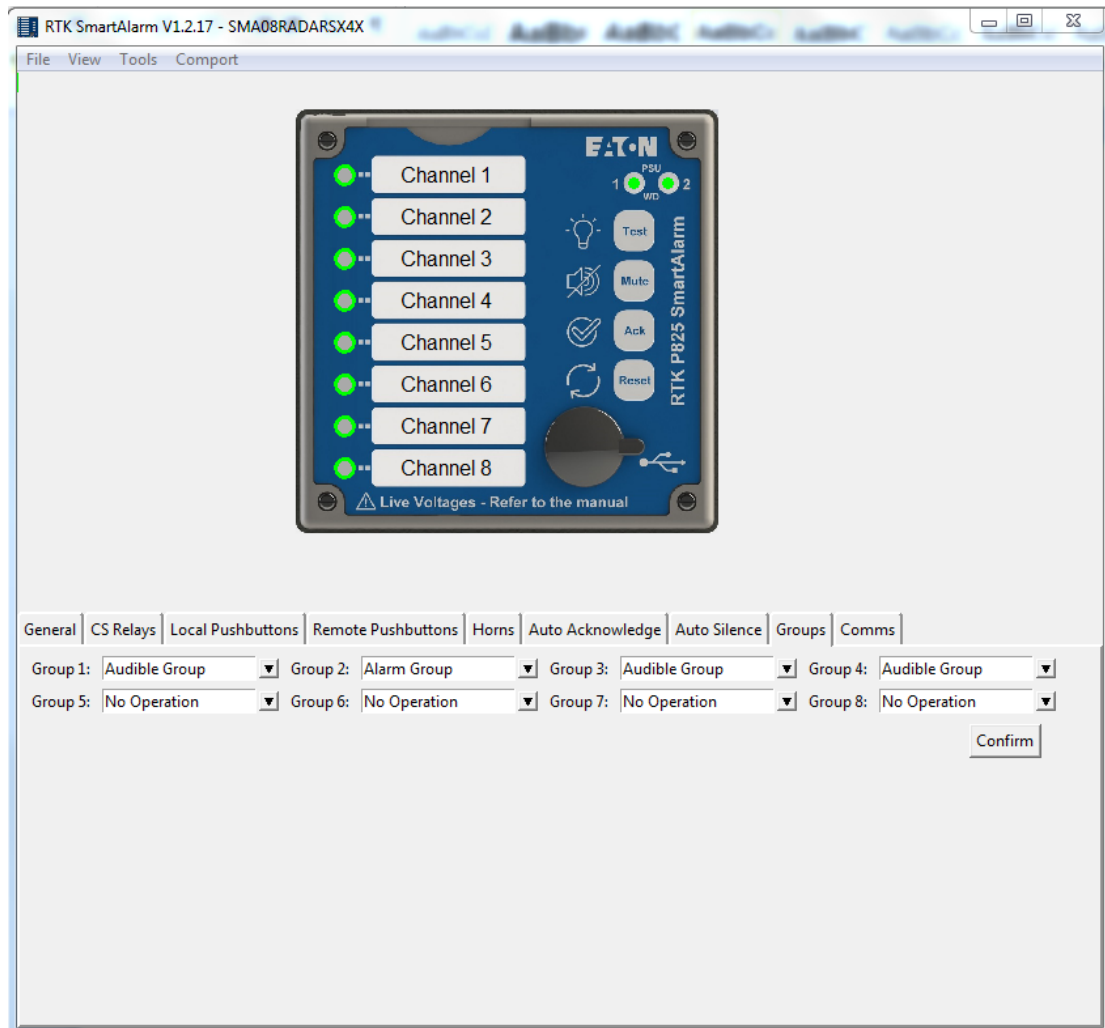 RTK SmartAlarm V1.2.17 - SMA08RADARSX4X
File View Tools Comport
EATON
PSU
1 2
WD
Channel 1
Channel 2
Channel 3
Channel 4
Channel 5
Channel 6
Channel 7
Channel 8
Test
Mute
Ack
Reset
RTK P825 SmartAlarm
Live Voltages - Refer to the manual
General CS Relays Local Pushbuttons Remote Pushbuttons Horns Auto Acknowledge Auto Silence Groups Comms
Group 1: Audible Group Group 2: Alarm Group Group 3: Audible Group Group 4: Audible Group
Group 5: No Operation Group 6: No Operation Group 7: No Operation Group 8: No Operation
Confirm